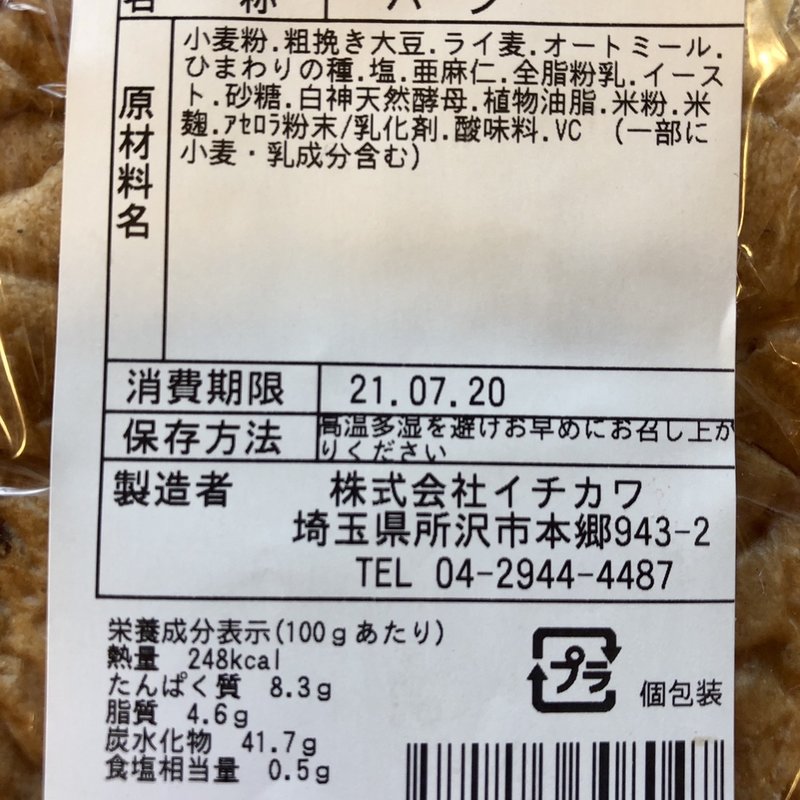 名称
小麦粉.粗挽き大豆.ライ麦.オートミール.
ひまわりの種.塩.亜麻仁.全脂粉乳.イース
ト.砂糖.白神天然酵母.植物油脂.米粉.米
麹.ｱｾﾛﾗ粉末/乳化剤.酸味料.VC （一部に
小麦・乳成分含む)
原材料名
消費期限 21.07.20
保存方法 高温多湿を避けお早めにお召し上が
りください
製造者 株式会社イチカワ
埼玉県所沢市本郷943-2
TEL 04-2944-4487
栄養成分表示(100gあたり)
熱量 248kcal
たんぱく質 8.3g
脂質 4.6g
炭水化物 41.7g
食塩相当量 0.5g
プラ
個包装